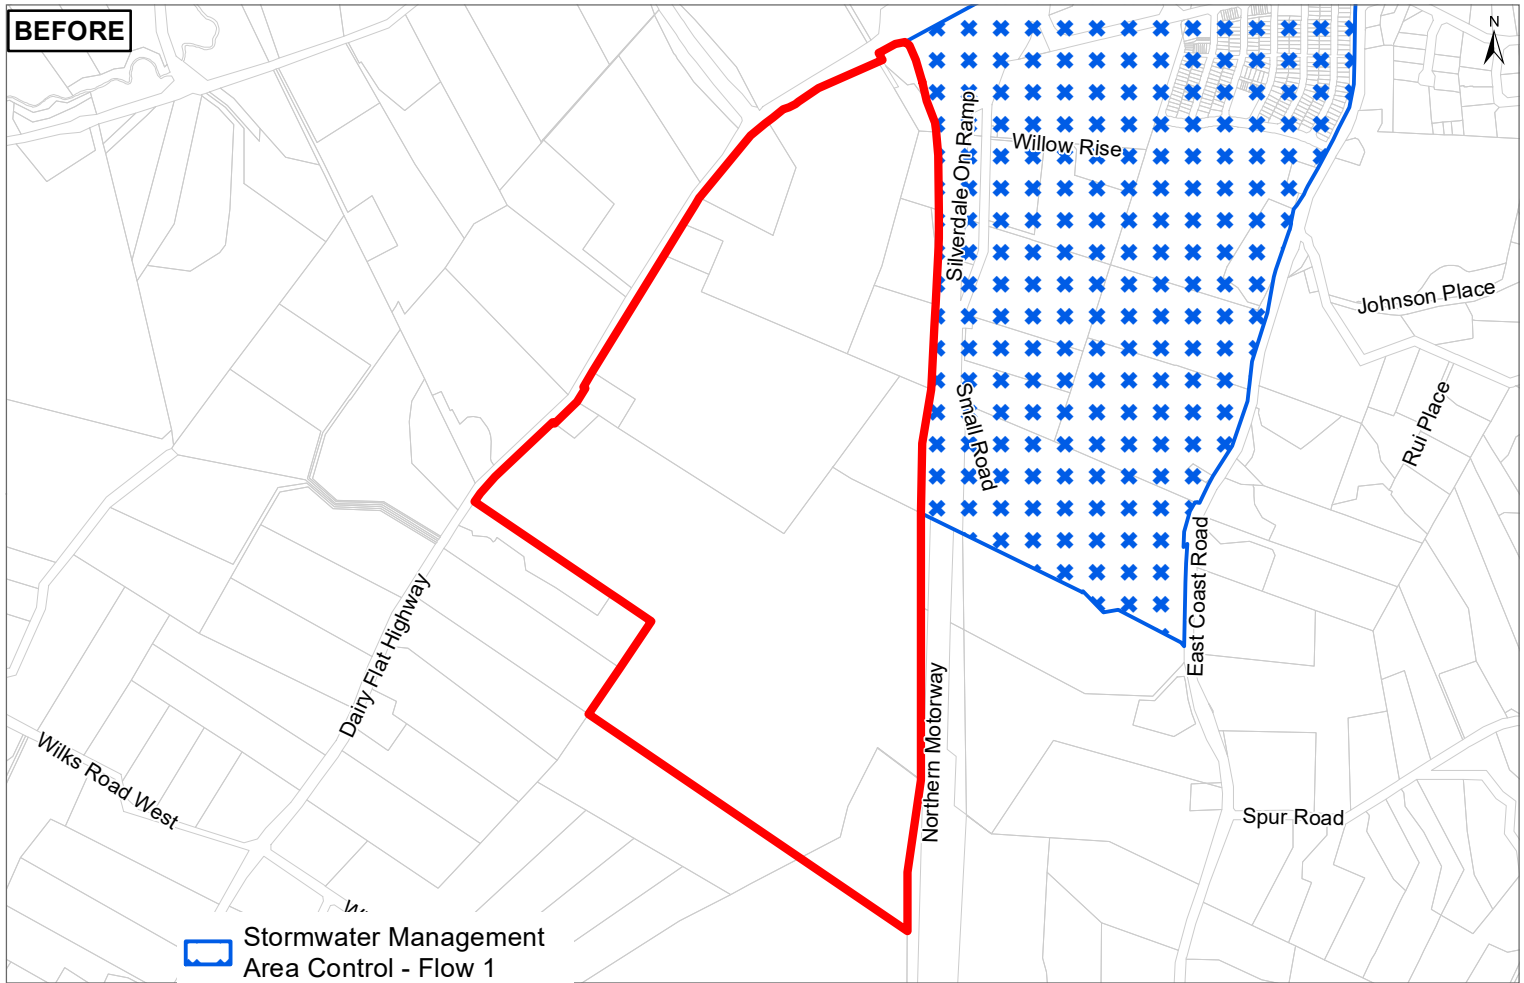 BEFORE
N
Silverdale On Ramp
Willow Rise
Johnson Place
Small Road
Rui Place
East Coast Road
Dairy Flat Highway
Northern Motorway
Wilks Road West
Spur Road
Stormwater Management
Area Control - Flow 1